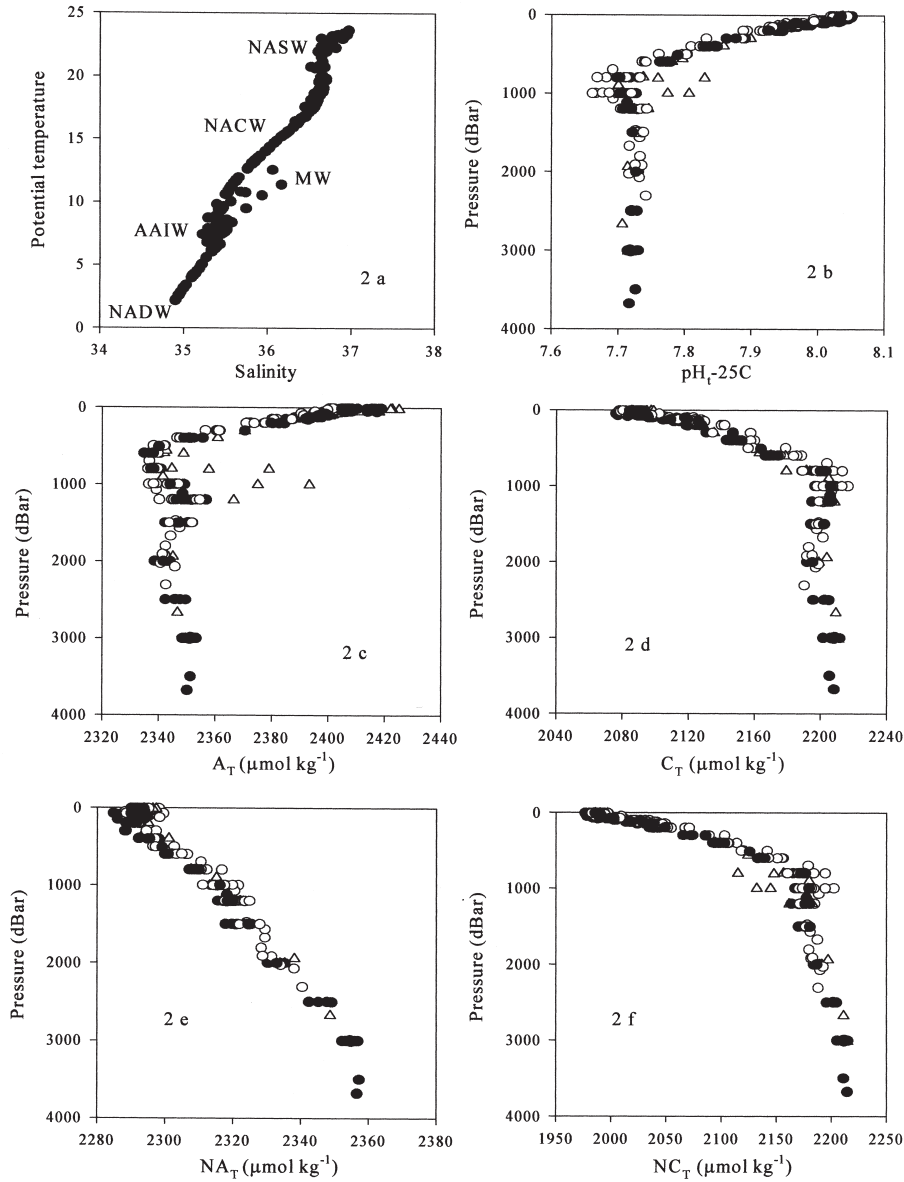 25
20
15
10
5
0
Potential temperature
NASW
NACW
MW
AAIW
NADW
2 a
34 35 36 37 38
Salinity
0
1000
2000
3000
4000
Pressure (dBar)
2 b
7.6 7.7 7.8 7.9 8.0 8.1
pHt-25C
0
1000
2000
3000
4000
Pressure (dBar)
2 c
2320 2340 2360 2380 2400 2420 2440
AT (μmol kg-1)
0
1000
2000
3000
4000
Pressure (dBar)
2 d
2040 2080 2120 2160 2200 2240
CT (μmol kg-1)
0
1000
2000
3000
4000
Pressure (dBar)
2 e
2280 2300 2320 2340 2360 2380
NAT (μmol kg-1)
0
1000
2000
3000
4000
Pressure (dBar)
2 f
1950 2000 2050 2100 2150 2200 2250
NCT (μmol kg-1)